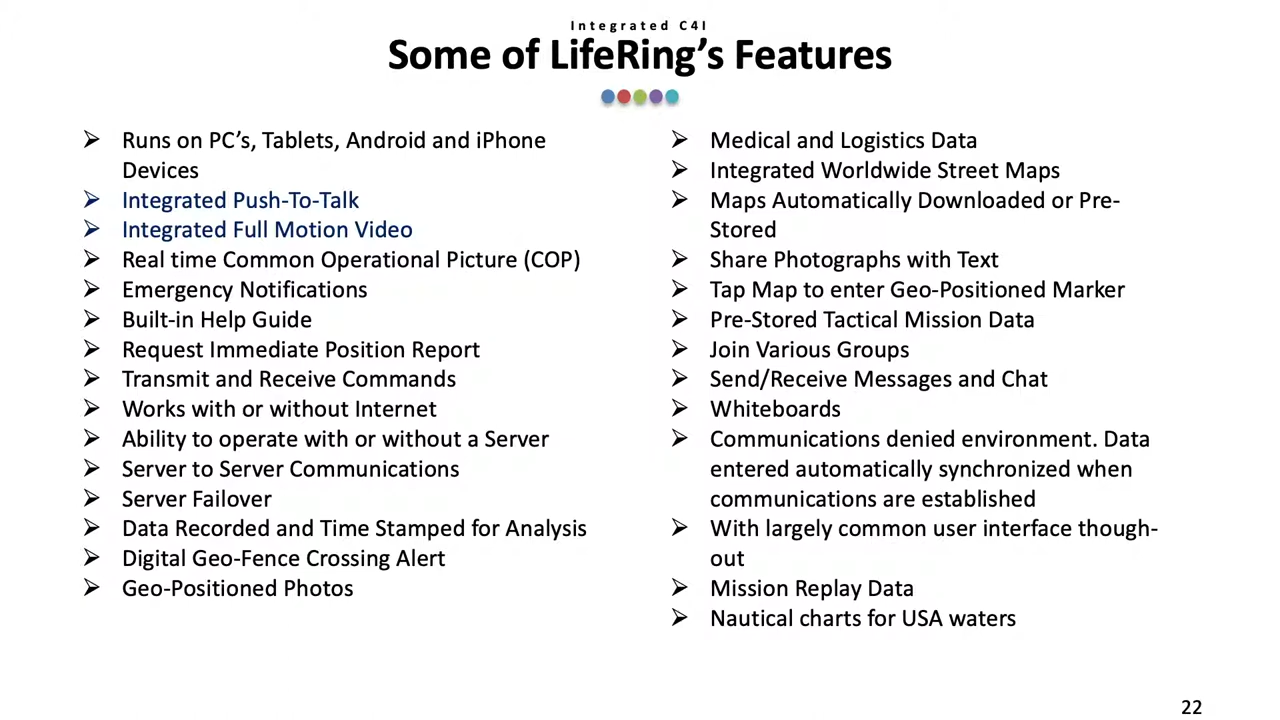 Integrated C4I
Some of LifeRing's Features
➢ Runs on PC's, Tablets, Android and iPhone
Devices
➢ Integrated Push-To-Talk
➢ Integrated Full Motion Video
➢ Real time Common Operational Picture (COP)
➢ Emergency Notifications
➢ Built-in Help Guide
➢ Request Immediate Position Report
➢ Transmit and Receive Commands
➢ Works with or without Internet
➢ Ability to operate with or without a Server
➢ Server to Server Communications
➢ Server Failover
➢ Data Recorded and Time Stamped for Analysis
➢ Digital Geo-Fence Crossing Alert
➢ Geo-Positioned Photos
➢ Medical and Logistics Data
➢ Integrated Worldwide Street Maps
➢ Maps Automatically Downloaded or Pre-
Stored
➢ Share Photographs with Text
➢ Tap Map to enter Geo-Positioned Marker
➢ Pre-Stored Tactical Mission Data
➢ Join Various Groups
➢ Send/Receive Messages and Chat
➢ Whiteboards
➢ Communications denied environment. Data
entered automatically synchronized when
communications are established
➢ With largely common user interface though-
out
➢ Mission Replay Data
➢ Nautical charts for USA waters
22